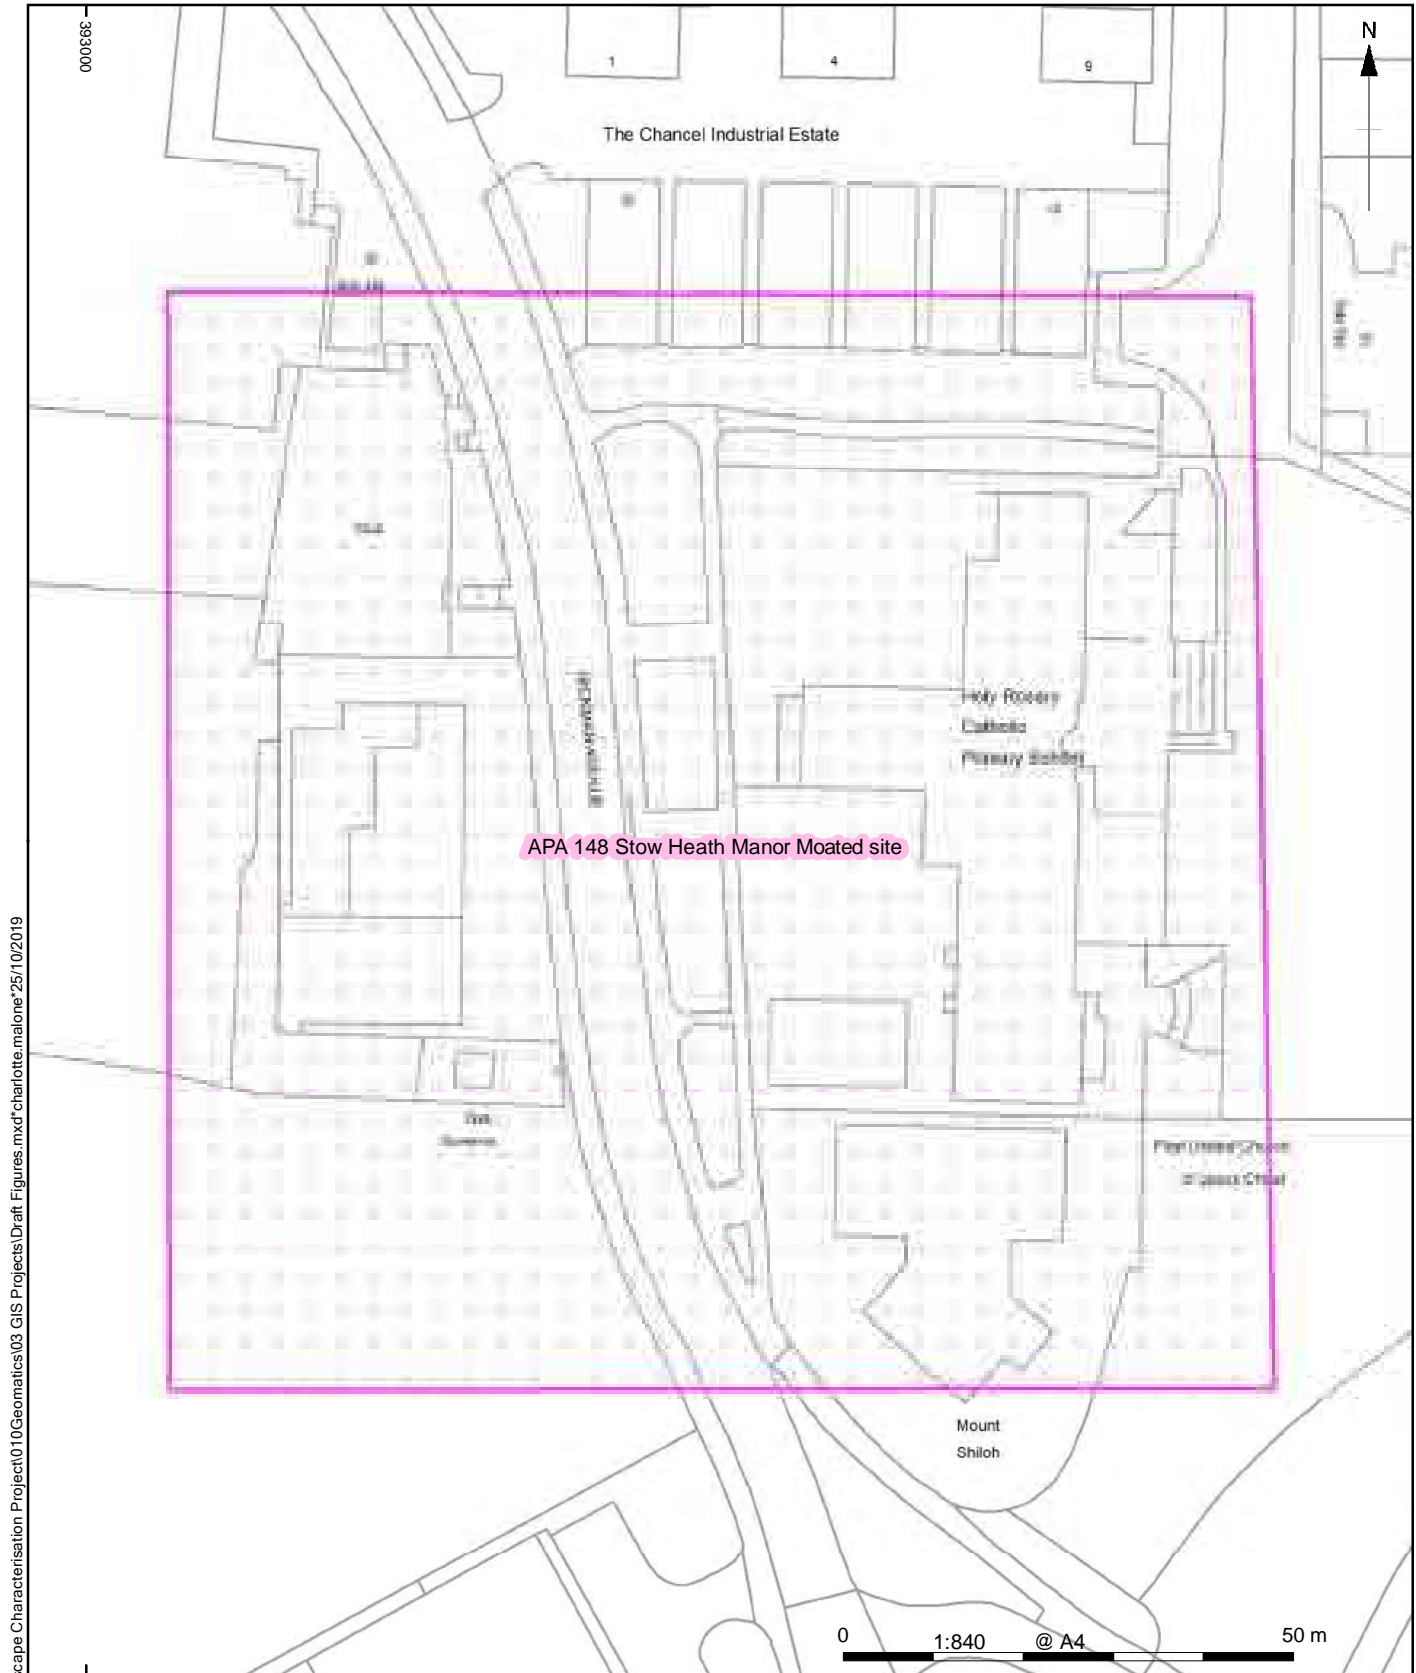 393000
N
1
4
9
The Chancel Industrial Estate
Holy Rosary
Catholic
Primary School
APA 148 Stow Heath Manor Moated site
Mount
Shiloh
0 1:840 @ A4 50 m
cape Characterisation Project\010Geomatics\03 GIS Projects\Draft Figures.mxd*charlotte.malone*25/10/2019